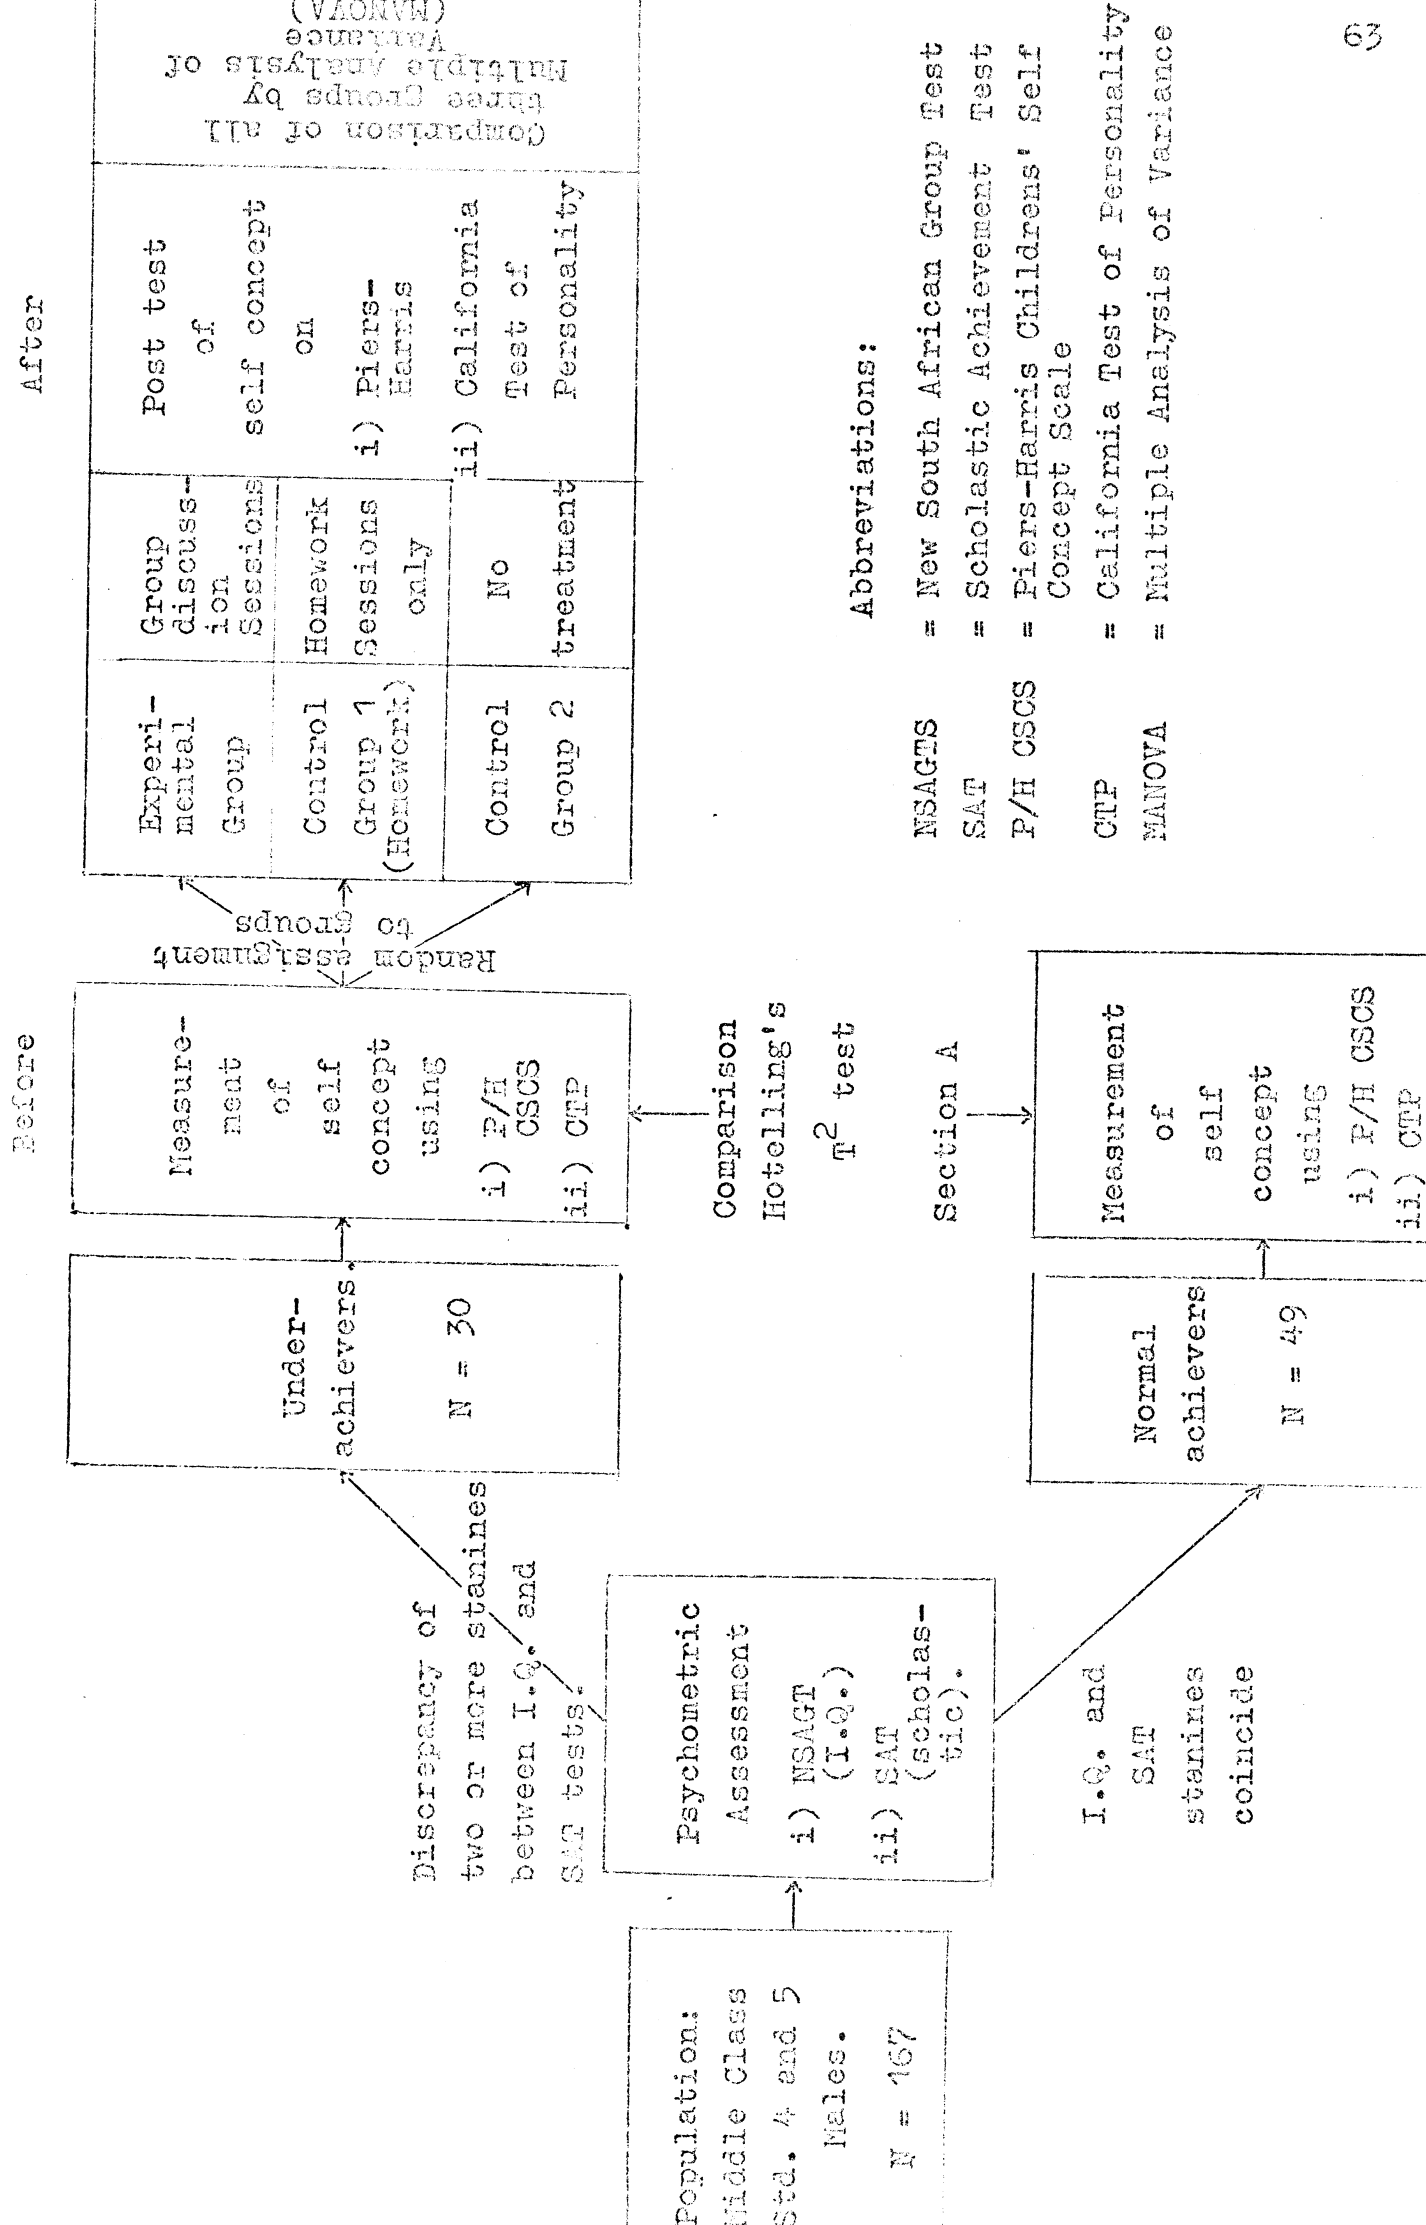 63
Before
After
Population:
Middle Class
Std. 4 and 5
Males.
N = 167
Psychometric
Assessment
i) NSAGT
(I.Q.)
ii) SAT
(scholas-
tic).
Discrepancy of
two or more stanines
between I.Q. and
SAT tests.
I.Q. and
SAT
stanines
coincide
Under-
achievers.
N = 30
Normal
achievers
N = 49
Measure-
ment
of
self
concept
using
i) P/H
CSCS
ii) CTP
Comparison
Hotelling's
T² test
Section A
Measurement
of
self
concept
using
i) P/H CSCS
ii) CTP
Random assignment
to groups
Experi-
mental
Group
Group
discuss-
ion
Sessions
Control
Group 1
(Homework)
Homework
Sessions
only
Control
Group 2
No
treatment
Post test
of
self concept
on
i) Piers-
Harris
ii) California
Test of
Personality
Comparison of all
three groups by
Multiple Analysis of
Variance
(MANOVA)
Abbreviations:
NSAGTS = New South African Group Test
SAT = Scholastic Achievement Test
P/H CSCS = Piers-Harris Childrens' Self
Concept Scale
CTP = California Test of Personality
MANOVA = Multiple Analysis of Variance